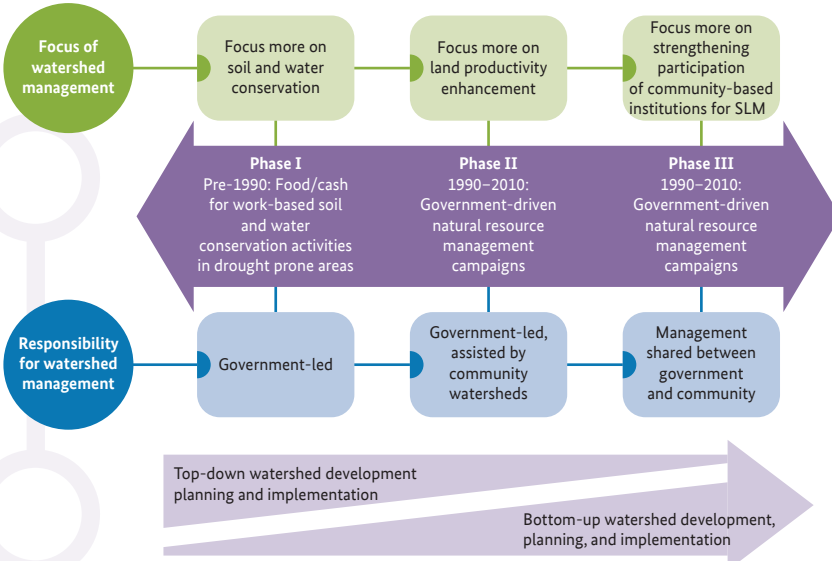 Focus of
watershed
management
Focus more on
soil and water
conservation
Focus more on
land productivity
enhancement
Focus more on
strengthening
participation
of community-based
institutions for SLM
Phase I
Pre-1990: Food/cash
for work-based soil
and water
conservation activities
in drought prone areas
Phase II
1990–2010:
Government-driven
natural resource
management
campaigns
Phase III
1990–2010:
Government-driven
natural resource
management
campaigns
Responsibility
for watershed
management
Government-led
Government-led,
assisted by
community
watersheds
Management
shared between
government
and community
Top-down watershed development
planning and implementation
Bottom-up watershed development,
planning, and implementation